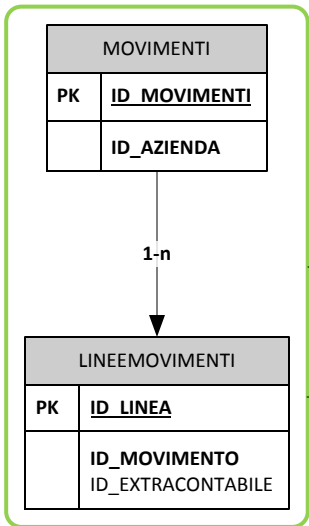 MOVIMENTI
PK ID_MOVIMENTI
ID_AZIENDA
1-n
LINEEMOVIMENTI
PK ID_LINEA
ID_MOVIMENTO
ID_EXTRACONTABILE